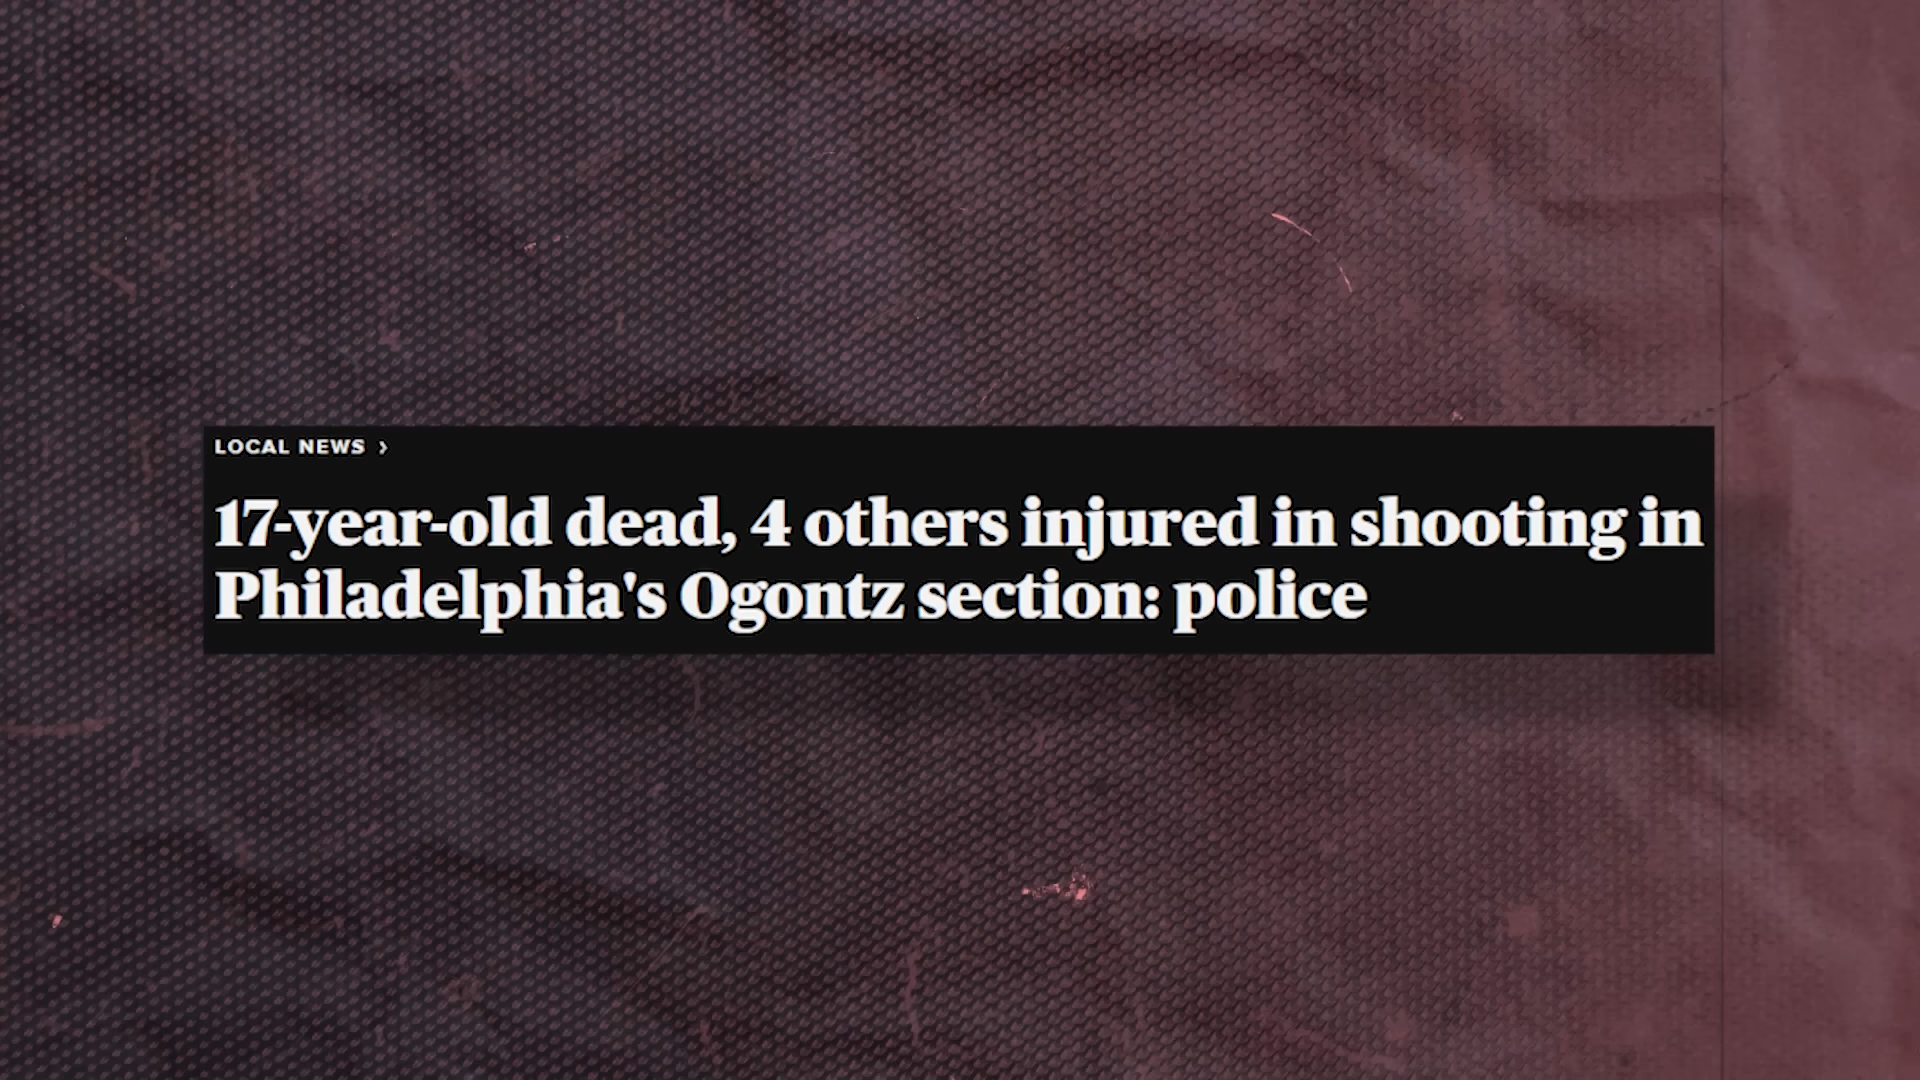 LOCAL NEWS ›
17-year-old dead, 4 others injured in shooting in
Philadelphia's Ogontz section: police